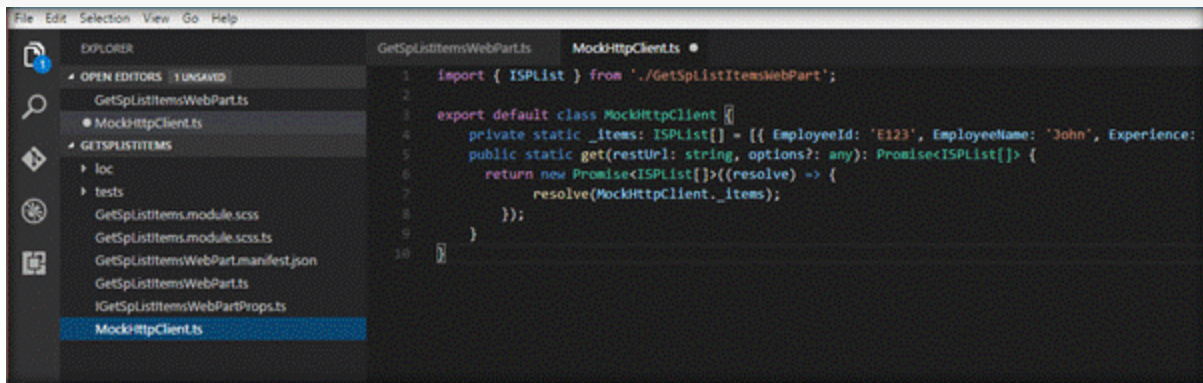 File Edit Selection View Go Help
EXPLORER
OPEN EDITORS 1 UNSAVED
GetSpListItemsWebPart.ts
MockHttpClient.ts
GETSPLISTITEMS
loc
tests
GetSpListItems.module.scss
GetSpListItems.module.scss.ts
GetSpListItemsWebPart.manifest.json
GetSpListItemsWebPart.ts
IGetSpListItemsWebPartProps.ts
MockHttpClient.ts
1
GetSpListItemsWebPart.ts MockHttpClient.ts
1 import { ISPList } from './GetSpListItemsWebPart';
2
3 export default class MockHttpClient {
4 private static _items: ISPList[] = [{ EmployeeId: 'E123', EmployeeName: 'John', Experience:
5 public static get(restUrl: string, options?: any): Promise<ISPList[]> {
6 return new Promise<ISPList[]>((resolve) => {
7 resolve(MockHttpClient._items);
8 });
9 }
10 }